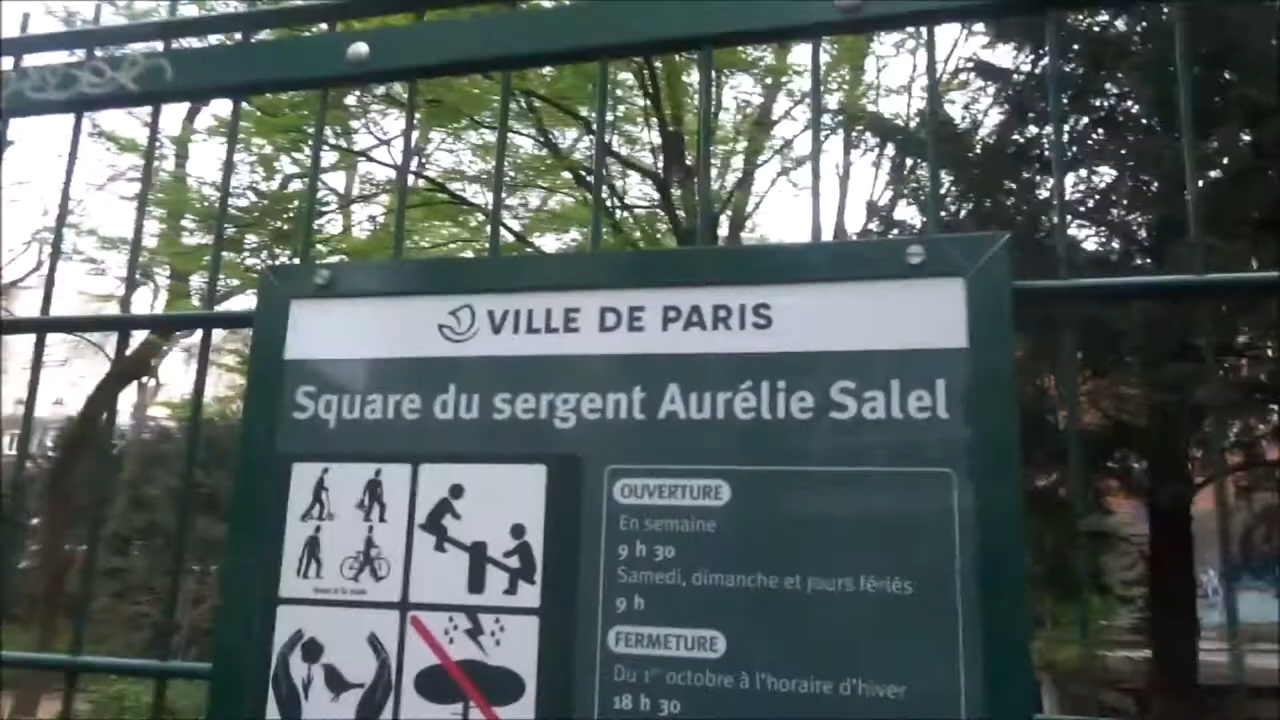 VILLE DE PARIS
Square du sergent Aurélie Salel
OUVERTURE
En semaine
9 h 30
Samedi, dimanche et jours fériés
9 h
FERMETURE
Du 1er octobre à l'horaire d'hiver
18 h 30